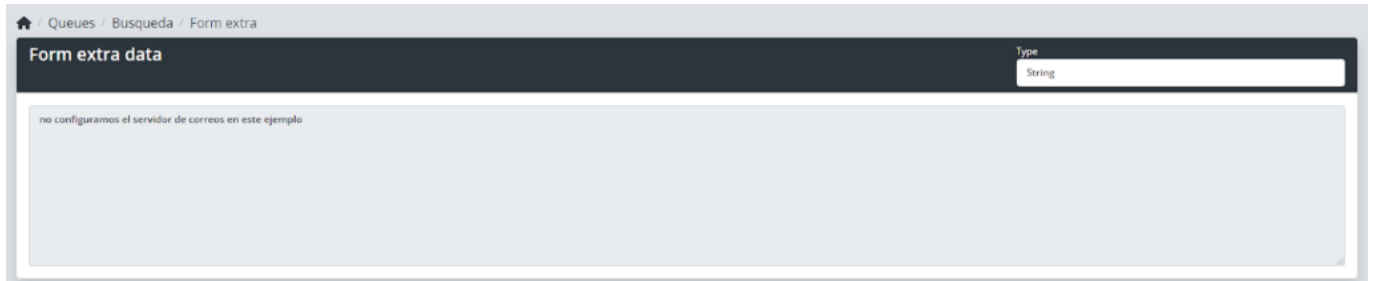 / Queues / Busqueda / Form extra
Form extra data
Type
String
no configuramos el servidor de correos en este ejemplo